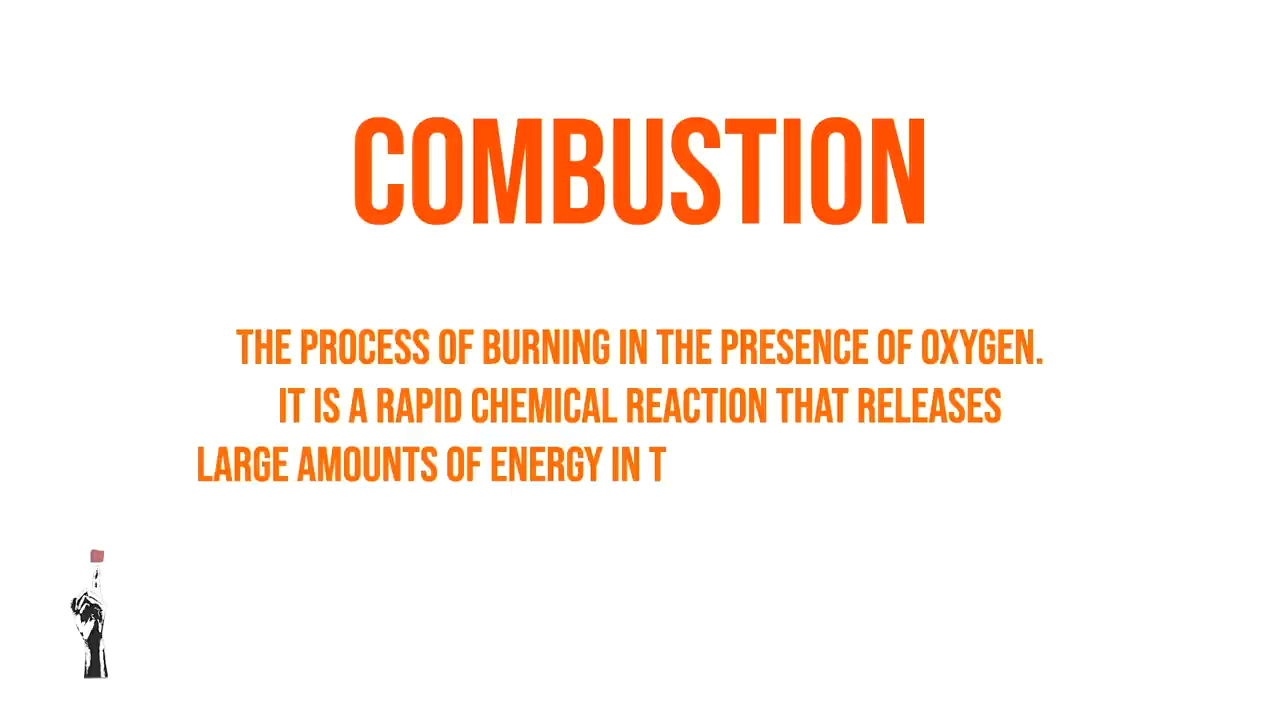 COMBUSTION
THE PROCESS OF BURNING IN THE PRESENCE OF OXYGEN.
IT IS A RAPID CHEMICAL REACTION THAT RELEASES
LARGE AMOUNTS OF ENERGY IN T